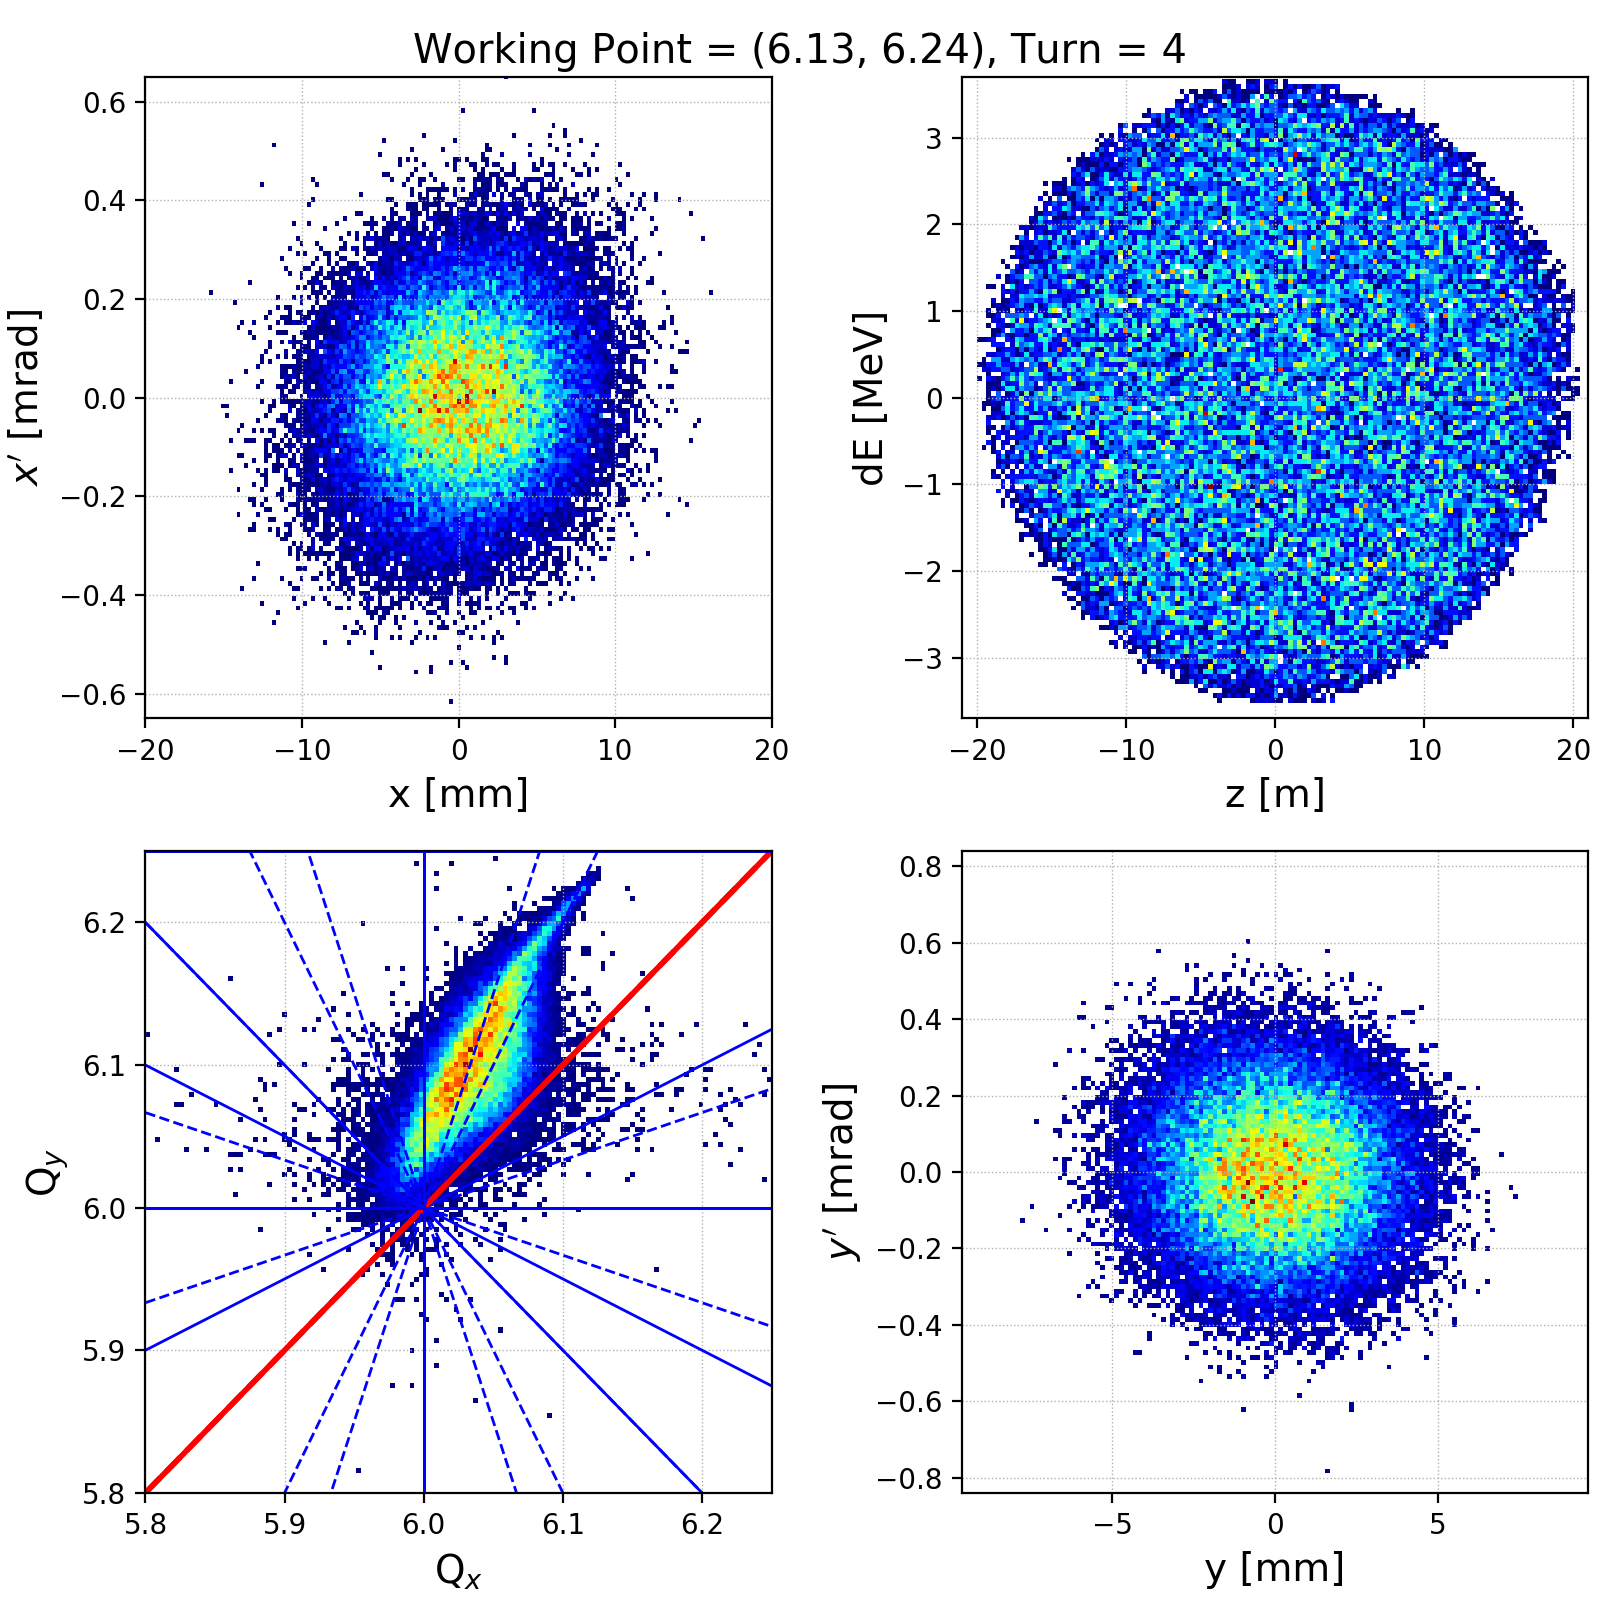 Working Point = (6.13, 6.24), Turn = 4
0.6
0.4
0.2
0.0
−0.2
−0.4
−0.6
x′ [mrad]
−20 −10 0 10 20
x [mm]
3
2
1
0
−1
−2
−3
dE [MeV]
−20 −10 0 10 20
z [m]
6.2
6.1
6.0
5.9
5.8
Qy
5.8 5.9 6.0 6.1 6.2
Qx
0.8
0.6
0.4
0.2
0.0
−0.2
−0.4
−0.6
−0.8
y′ [mrad]
−5 0 5
y [mm]